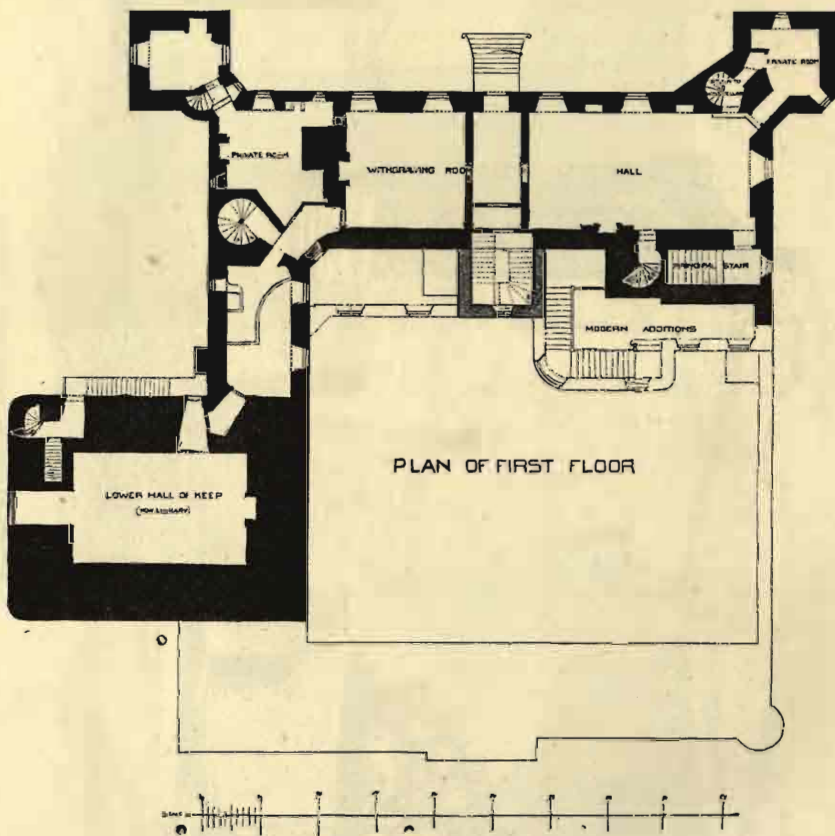 PRIVATE ROOM
PRIVATE ROOM
WITHDRAWING ROO
HALL
PRINCIPAL STAIR
MODERN ADDITIONS
PLAN OF FIRST FLOOR
LOWER HALL OF KEEP
(NOW LIBRARY)